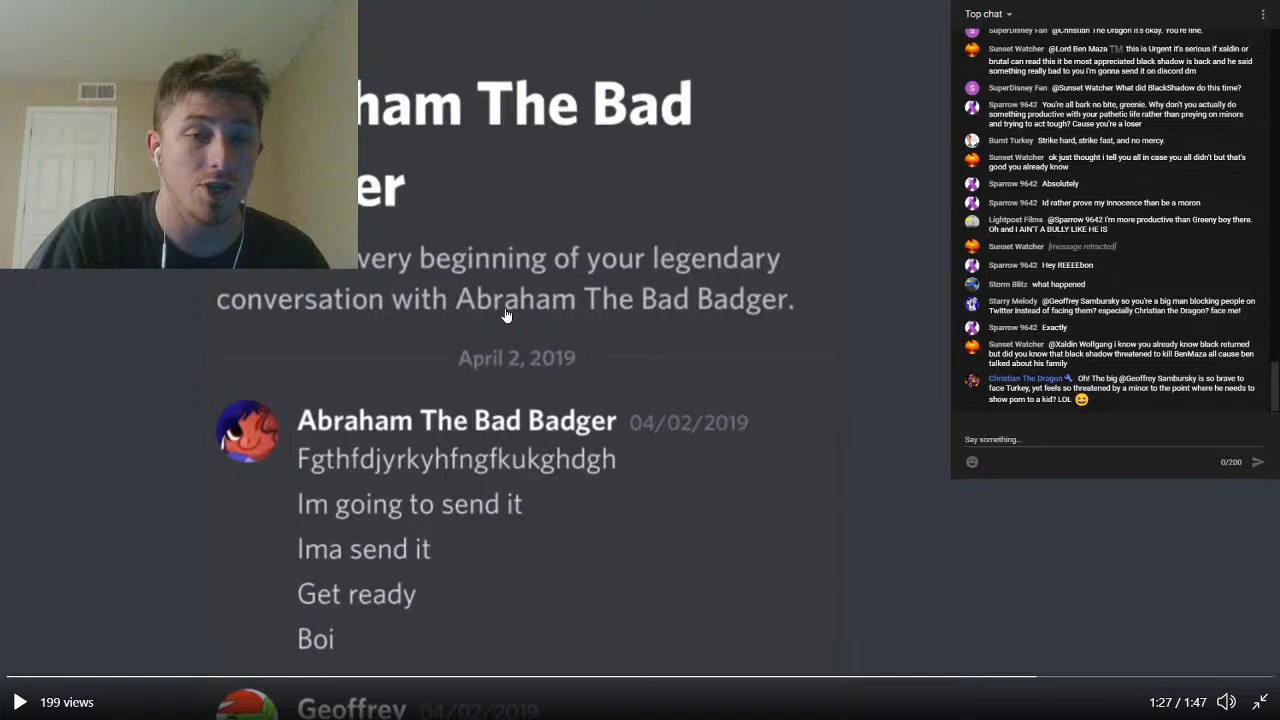 ham The Bad
er
very beginning of your legendary
conversation with Abraham The Bad Badger.
April 2, 2019
Abraham The Bad Badger 04/02/2019
Fgthfdjyrkyhfngfkukghdgh
Im going to send it
Ima send it
Get ready
Boi
Geoffrey 04/02/2019
199 views
1:27 / 1:47
Top chat
SuperDisney Fan @Christian The Dragon it's okay. You're fine.
Sunset Watcher @Lord Ben Maza™️ this is Urgent it's serious if xaldin or
brutal can read this it be most appreciated black shadow is back and he said
something really bad to you i'm gonna send it on discord dm
SuperDisney Fan @Sunset Watcher What did BlackShadow do this time?
Sparrow 9642 You're all bark no bite, greenie. Why don't you actually do
something productive with your pathetic life rather than preying on minors
and trying to act tough? Cause you're a loser
Burnt Turkey Strike hard, strike fast, and no mercy.
Sunset Watcher ok just thought i tell you all in case you all didn't but that's
good you already know
Sparrow 9642 Absolutely
Sparrow 9642 Id rather prove my innocence than be a moron
Lightpost Films @Sparrow 9642 I'm more productive than Greeny boy there.
Oh and I AIN'T A BULLY LIKE HE IS
Sunset Watcher [message retracted]
Sparrow 9642 Hey REEEEbon
Storm Blitz what happened
Starry Melody @Geoffrey Sambursky so you're a big man blocking people on
Twitter instead of facing them? especially Christian the Dragon? face me!
Sparrow 9642 Exactly
Sunset Watcher @Xaldin Wolfgang i know you already know black returned
but did you know that black shadow threatened to kill BenMaza all cause ben
talked about his family
Christian The Dragon Oh! The big @Geoffrey Sambursky is so brave to
face Turkey, yet feels so threatened by a minor to the point where he needs to
show porn to a kid? LOL 😆
Say something...
0/200